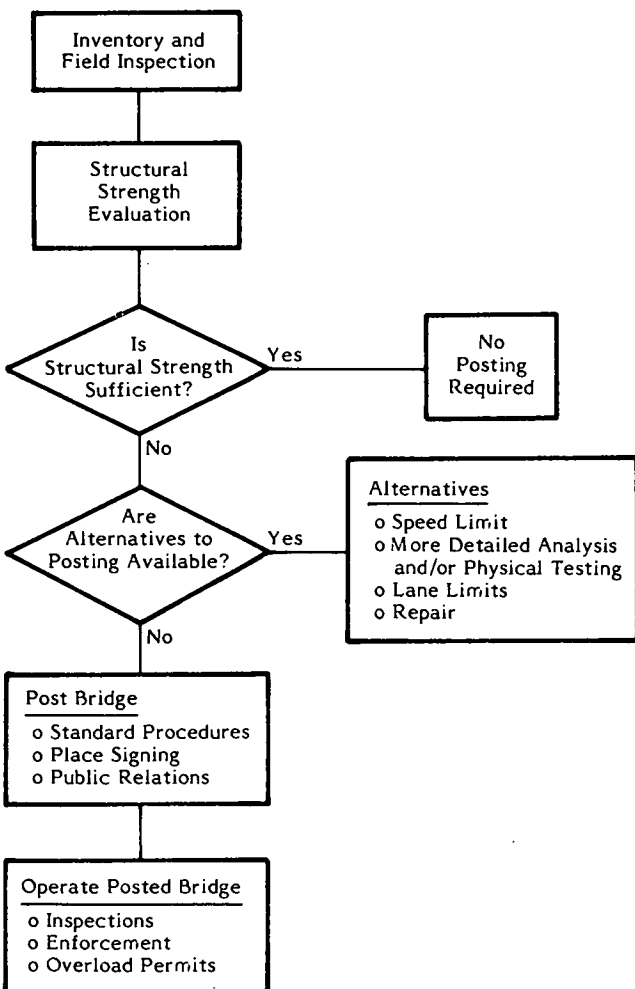 Inventory and
Field Inspection
Structural
Strength
Evaluation
Is
Structural Strength
Sufficient?
Yes
No
Posting
Required
No
Are
Alternatives to
Posting Available?
Yes
Alternatives
o Speed Limit
o More Detailed Analysis
and/or Physical Testing
o Lane Limits
o Repair
No
Post Bridge
o Standard Procedures
o Place Signing
o Public Relations
Operate Posted Bridge
o Inspections
o Enforcement
o Overload Permits